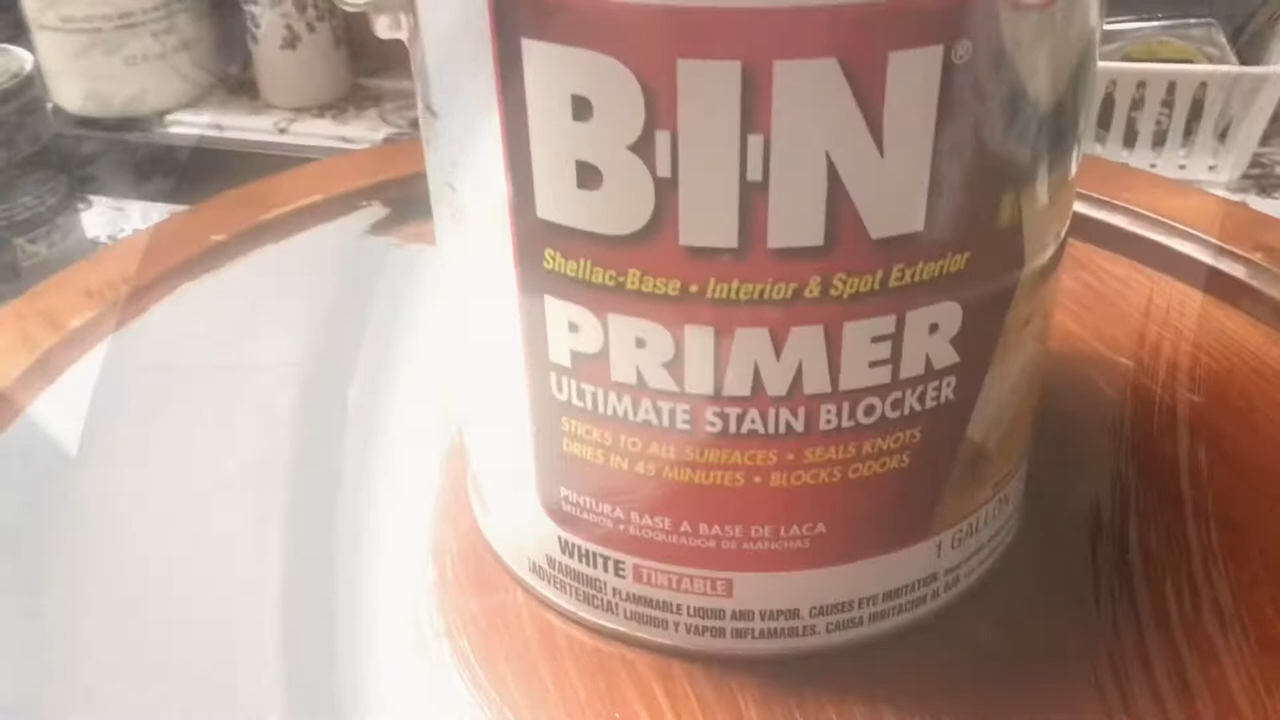 B·I·N®
Shellac-Base • Interior & Spot Exterior
PRIMER
ULTIMATE STAIN BLOCKER
STICKS TO ALL SURFACES • SEALS KNOTS
DRIES IN 45 MINUTES • BLOCKS ODORS
PINTURA BASE A BASE DE LACA
SELLADOR • BLOQUEADOR DE MANCHAS
WHITE TINTABLE
1 GALLON
WARNING! FLAMMABLE LIQUID AND VAPOR. CAUSES EYE IRRITATION.
¡ADVERTENCIA! LIQUIDO Y VAPOR INFLAMABLES. CAUSA IRRITACION AL